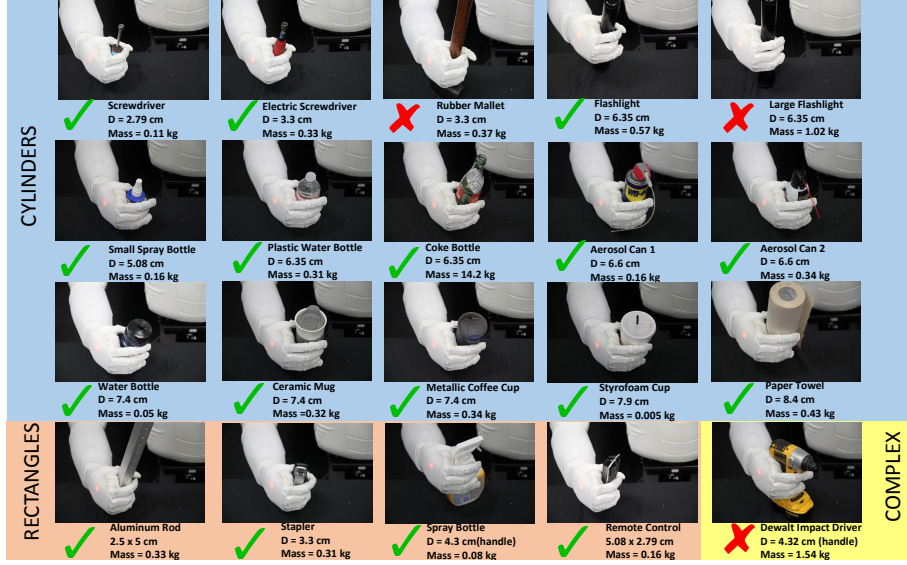 CYLINDERS
Screwdriver
D = 2.79 cm
Mass = 0.11 kg
Electric Screwdriver
D = 3.3 cm
Mass = 0.33 kg
Rubber Mallet
D = 3.3 cm
Mass = 0.37 kg
Flashlight
D = 6.35 cm
Mass = 0.57 kg
Large Flashlight
D = 6.35 cm
Mass = 1.02 kg
Small Spray Bottle
D = 5.08 cm
Mass = 0.16 kg
Plastic Water Bottle
D = 6.35 cm
Mass = 0.31 kg
Coke Bottle
D = 6.35 cm
Mass = 14.2 kg
Aerosol Can 1
D = 6.6 cm
Mass = 0.16 kg
Aerosol Can 2
D = 6.6 cm
Mass = 0.34 kg
Water Bottle
D = 7.4 cm
Mass = 0.05 kg
Ceramic Mug
D = 7.4 cm
Mass =0.32 kg
Metallic Coffee Cup
D = 7.4 cm
Mass = 0.34 kg
Styrofoam Cup
D = 7.9 cm
Mass = 0.005 kg
Paper Towel
D = 8.4 cm
Mass = 0.43 kg
RECTANGLES
Aluminum Rod
2.5 x 5 cm
Mass = 0.33 kg
Stapler
D = 3.3 cm
Mass = 0.31 kg
Spray Bottle
D = 4.3 cm(handle)
Mass = 0.08 kg
Remote Control
5.08 x 2.79 cm
Mass = 0.16 kg
COMPLEX
Dewalt Impact Driver
D = 4.32 cm (handle)
Mass = 1.54 kg